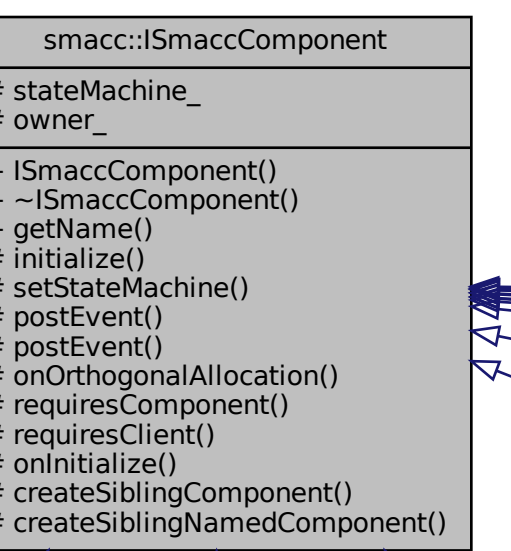 smacc::ISmaccComponent
# stateMachine_
# owner_
+ ISmaccComponent()
+ ~ISmaccComponent()
+ getName()
# initialize()
# setStateMachine()
# postEvent()
# postEvent()
# onOrthogonalAllocation()
# requiresComponent()
# requiresClient()
# onInitialize()
# createSiblingComponent()
# createSiblingNamedComponent()